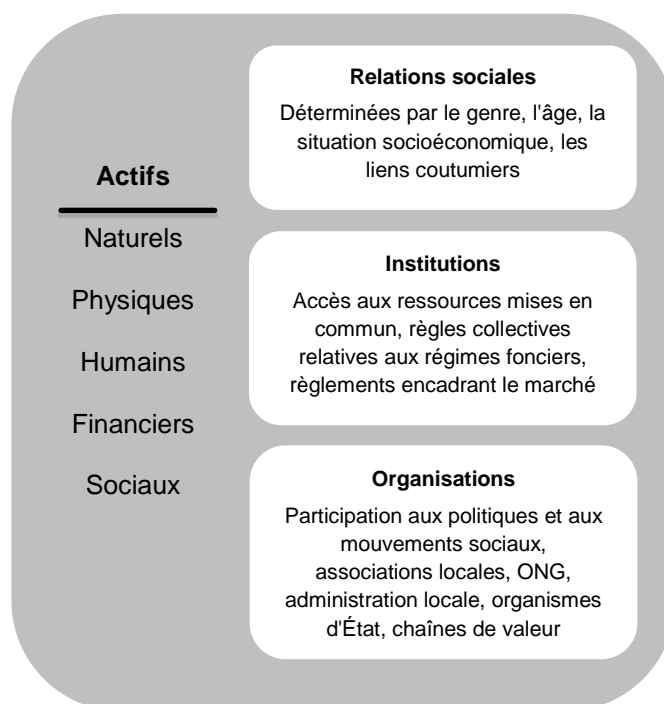 Actifs
Naturels
Physiques
Humains
Financiers
Sociaux
Relations sociales
Déterminées par le genre, l'âge, la
situation socioéconomique, les
liens coutumiers
Institutions
Accès aux ressources mises en
commun, règles collectives
relatives aux régimes fonciers,
règlements encadrant le marché
Organisations
Participation aux politiques et aux
mouvements sociaux,
associations locales, ONG,
administration locale, organismes
d'État, chaînes de valeur